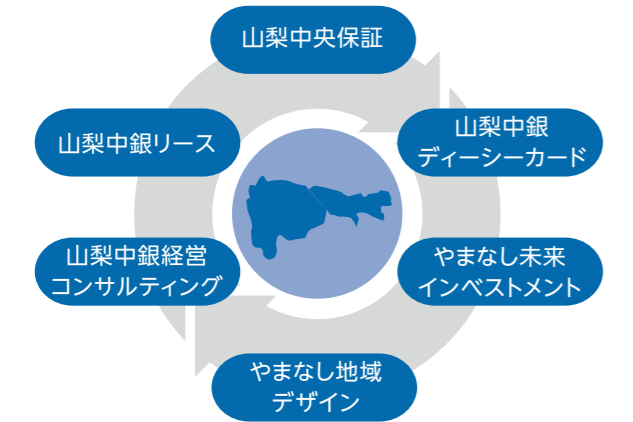 山梨中央保証
山梨中銀
ディーシーカード
やまなし未来
インベストメント
やまなし地域
デザイン
山梨中銀経営
コンサルティング
山梨中銀リース